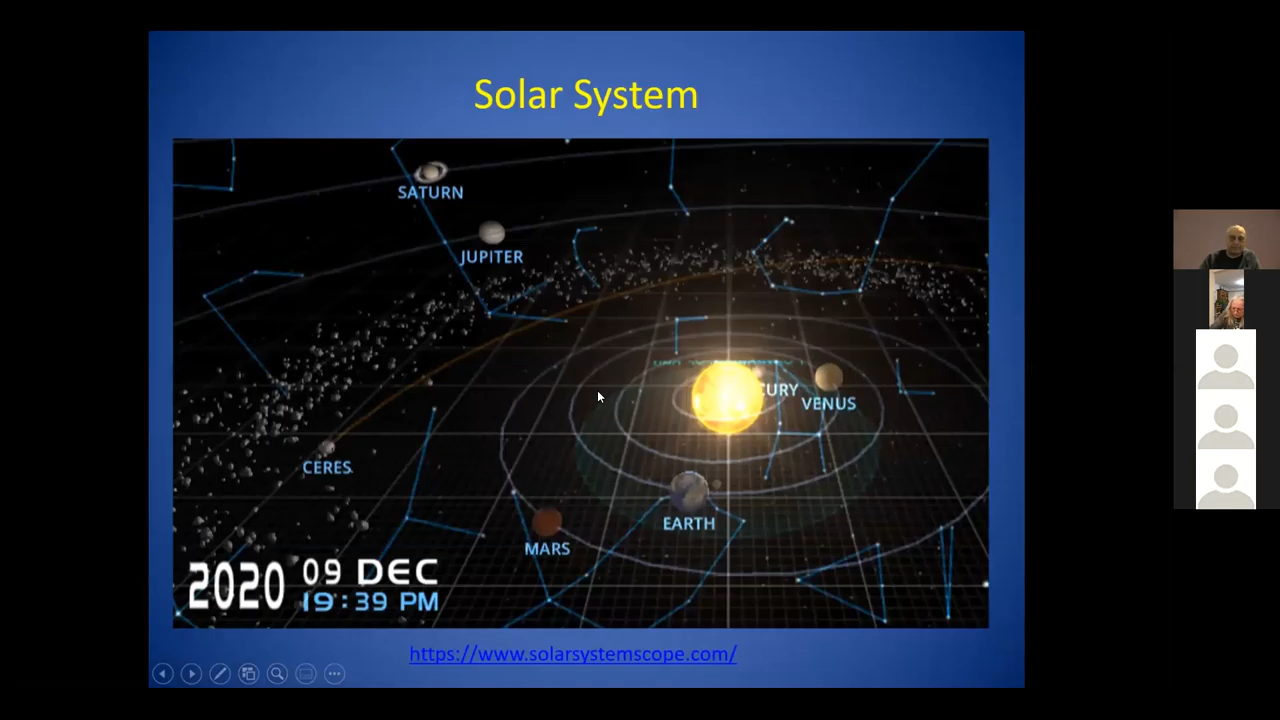 Solar System
SATURN
JUPITER
CURY
VENUS
CERES
EARTH
MARS
2020 09 DEC
19:39 PM
https://www.solarsystemscope.com/